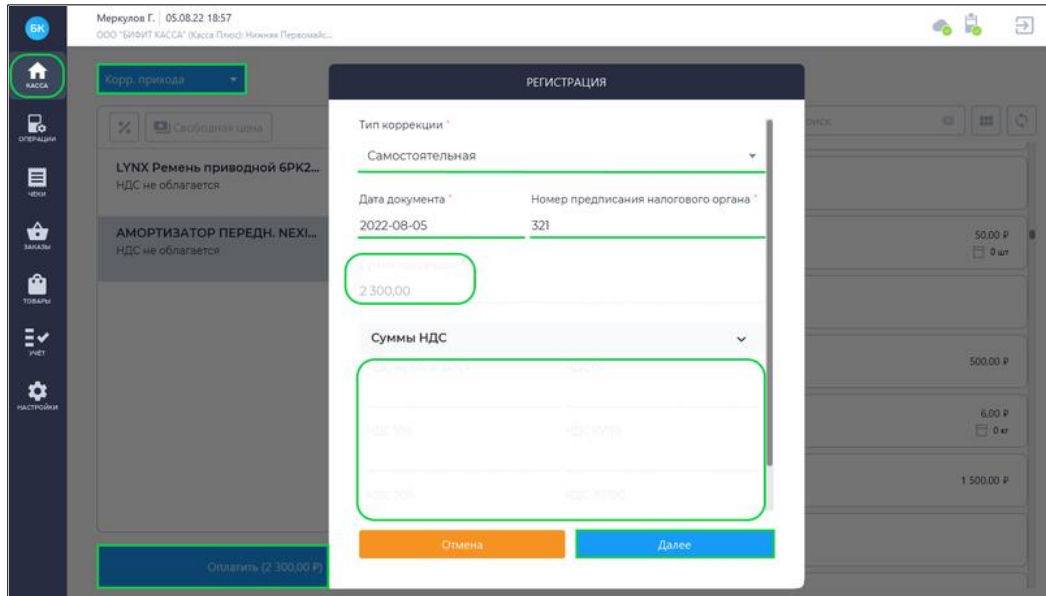 БК
Меркулов Г. 05.08.22 18:57
ООО "БИФИТ КАССА" (Касса Плюс): Нижняя Первомайс...
КАССА
ОПЕРАЦИИ
ЧЕКИ
ЗАКАЗЫ
ТОВАРЫ
УЧЁТ
НАСТРОЙКИ
Корр. прихода
Свободная цена
LYNX Ремень приводной 6PK2...
НДС не облагается
АМОРТИЗАТОР ПЕРЕДН. NEXI...
НДС не облагается
Оплатить (2 300,00 ₽)
РЕГИСТРАЦИЯ
Тип коррекции *
Самостоятельная
Дата документа * Номер предписания налогового органа *
2022-08-05 321
2 300,00
Суммы НДС
НДС не облагается НДС 0%
НДС 10% НДС 10/110
НДС 20% НДС 20/120
Отмена Далее
50,00 ₽
0 шт
500,00 ₽
6,00 ₽
0 кг
1 500,00 ₽